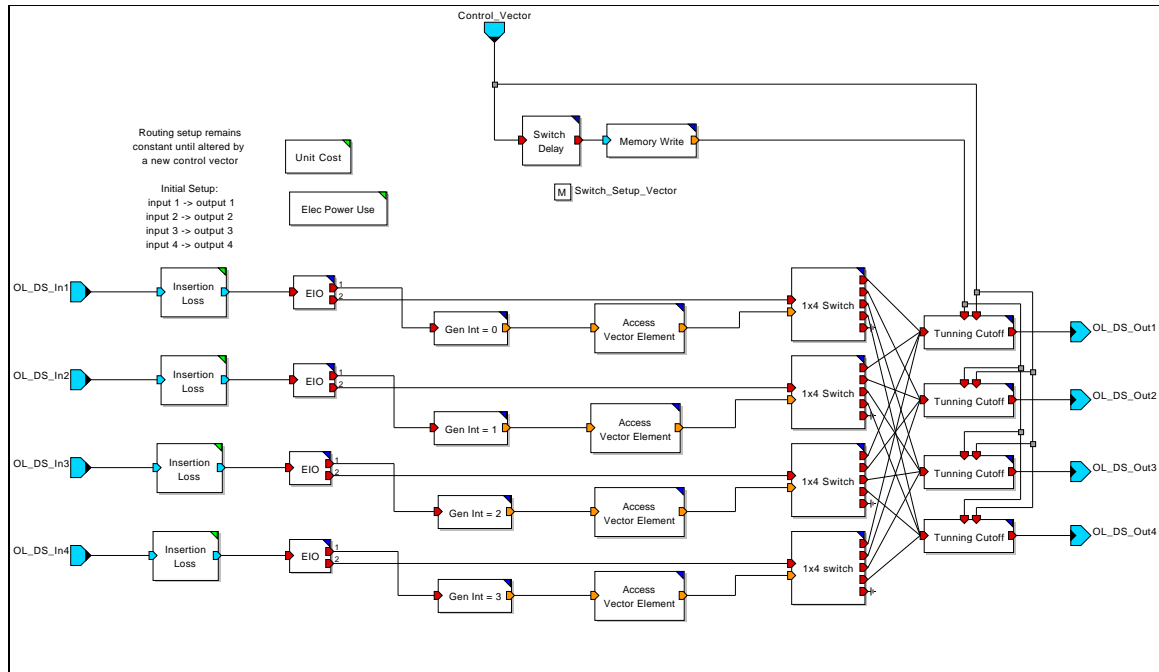 Control_Vector
Routing setup remains
constant until altered by
a new control vector
Unit Cost
Switch
Delay
Memory Write
Initial Setup:
input 1 -> output 1
input 2 -> output 2
input 3 -> output 3
input 4 -> output 4
Elec Power Use
M
Switch_Setup_Vector
OL_DS_In1
Insertion
Loss
EIO
1
2
Gen Int = 0
Access
Vector Element
1x4 Switch
Tunning Cutoff
OL_DS_Out1
OL_DS_In2
Insertion
Loss
EIO
1
2
Gen Int = 1
Access
Vector Element
1x4 Switch
Tunning Cutoff
OL_DS_Out2
OL_DS_In3
Insertion
Loss
EIO
1
2
Gen Int = 2
Access
Vector Element
1x4 Switch
Tunning Cutoff
OL_DS_Out3
OL_DS_In4
Insertion
Loss
EIO
1
2
Gen Int = 3
Access
Vector Element
1x4 switch
Tunning Cutoff
OL_DS_Out4